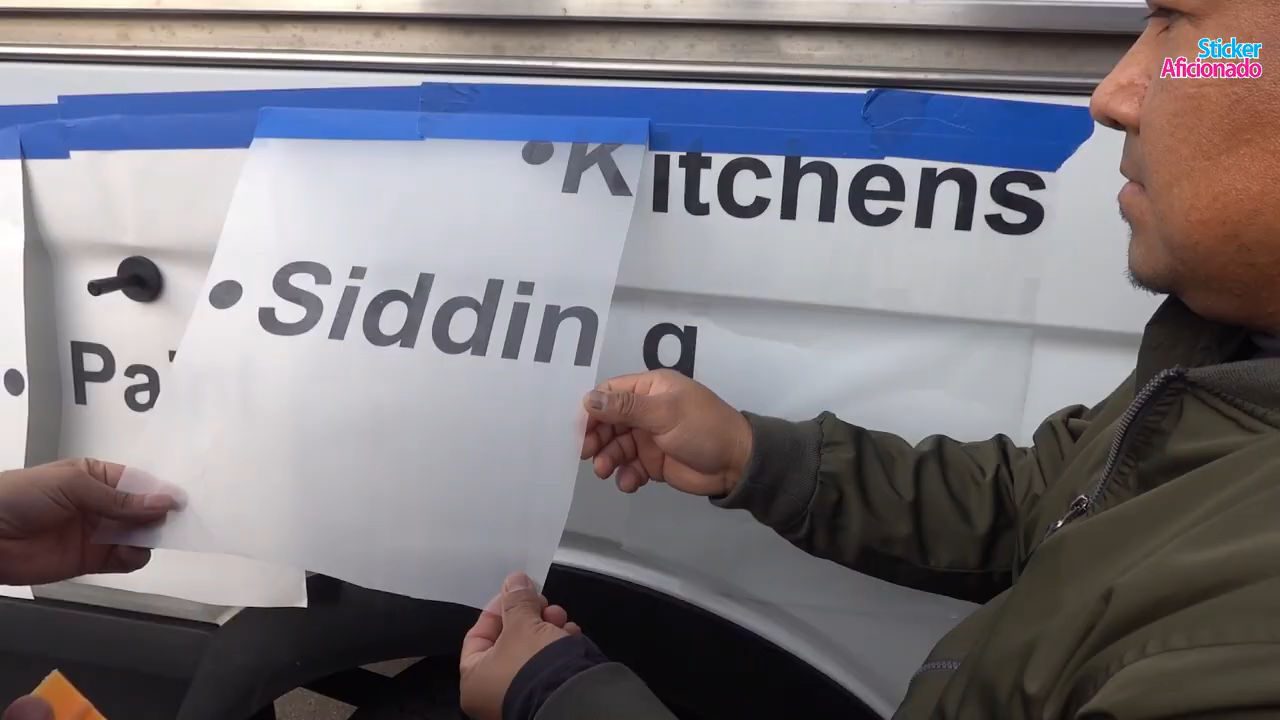 Sticker
Aficionado
• Kitchens
• Sidding
• Pa